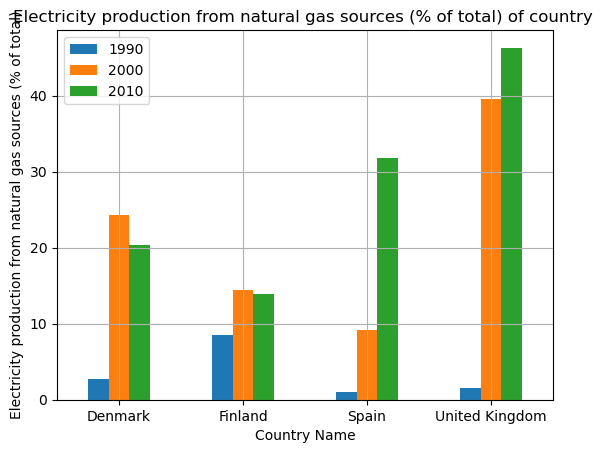 Electricity production from natural gas sources (% of total) of country
Electricity production from natural gas sources (% of total)
1990
2000
2010
40
30
20
10
0
Denmark Finland Spain United Kingdom
Country Name